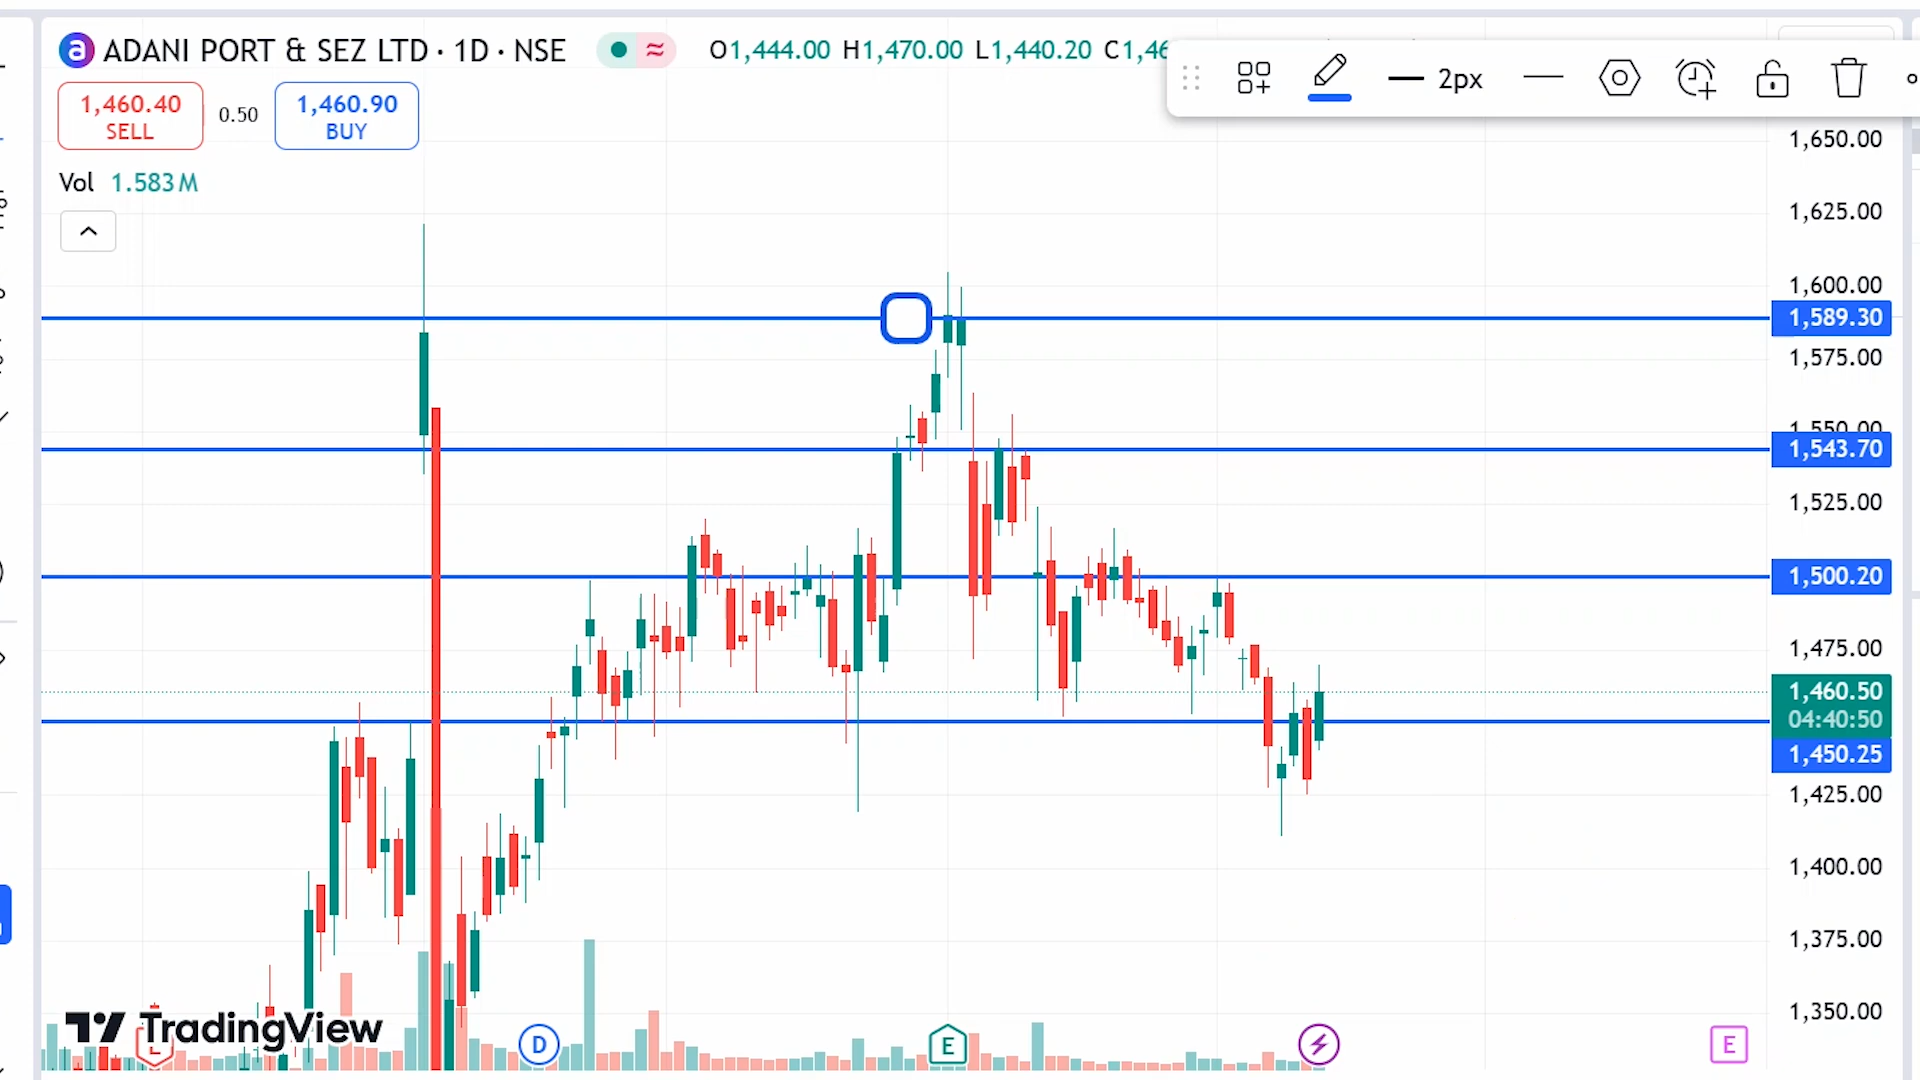 ADANI PORT & SEZ LTD · 1D · NSE
O1,444.00 H1,470.00 L1,440.20 C1,46
1,460.40
SELL
0.50
1,460.90
BUY
2px
Vol 1.583 M
1,650.00
1,625.00
1,600.00
1,589.30
1,575.00
1,550.00
1,543.70
1,525.00
1,500.20
1,475.00
1,460.50
04:40:50
1,450.25
1,425.00
1,400.00
1,375.00
1,350.00
TradingView
D
E
E